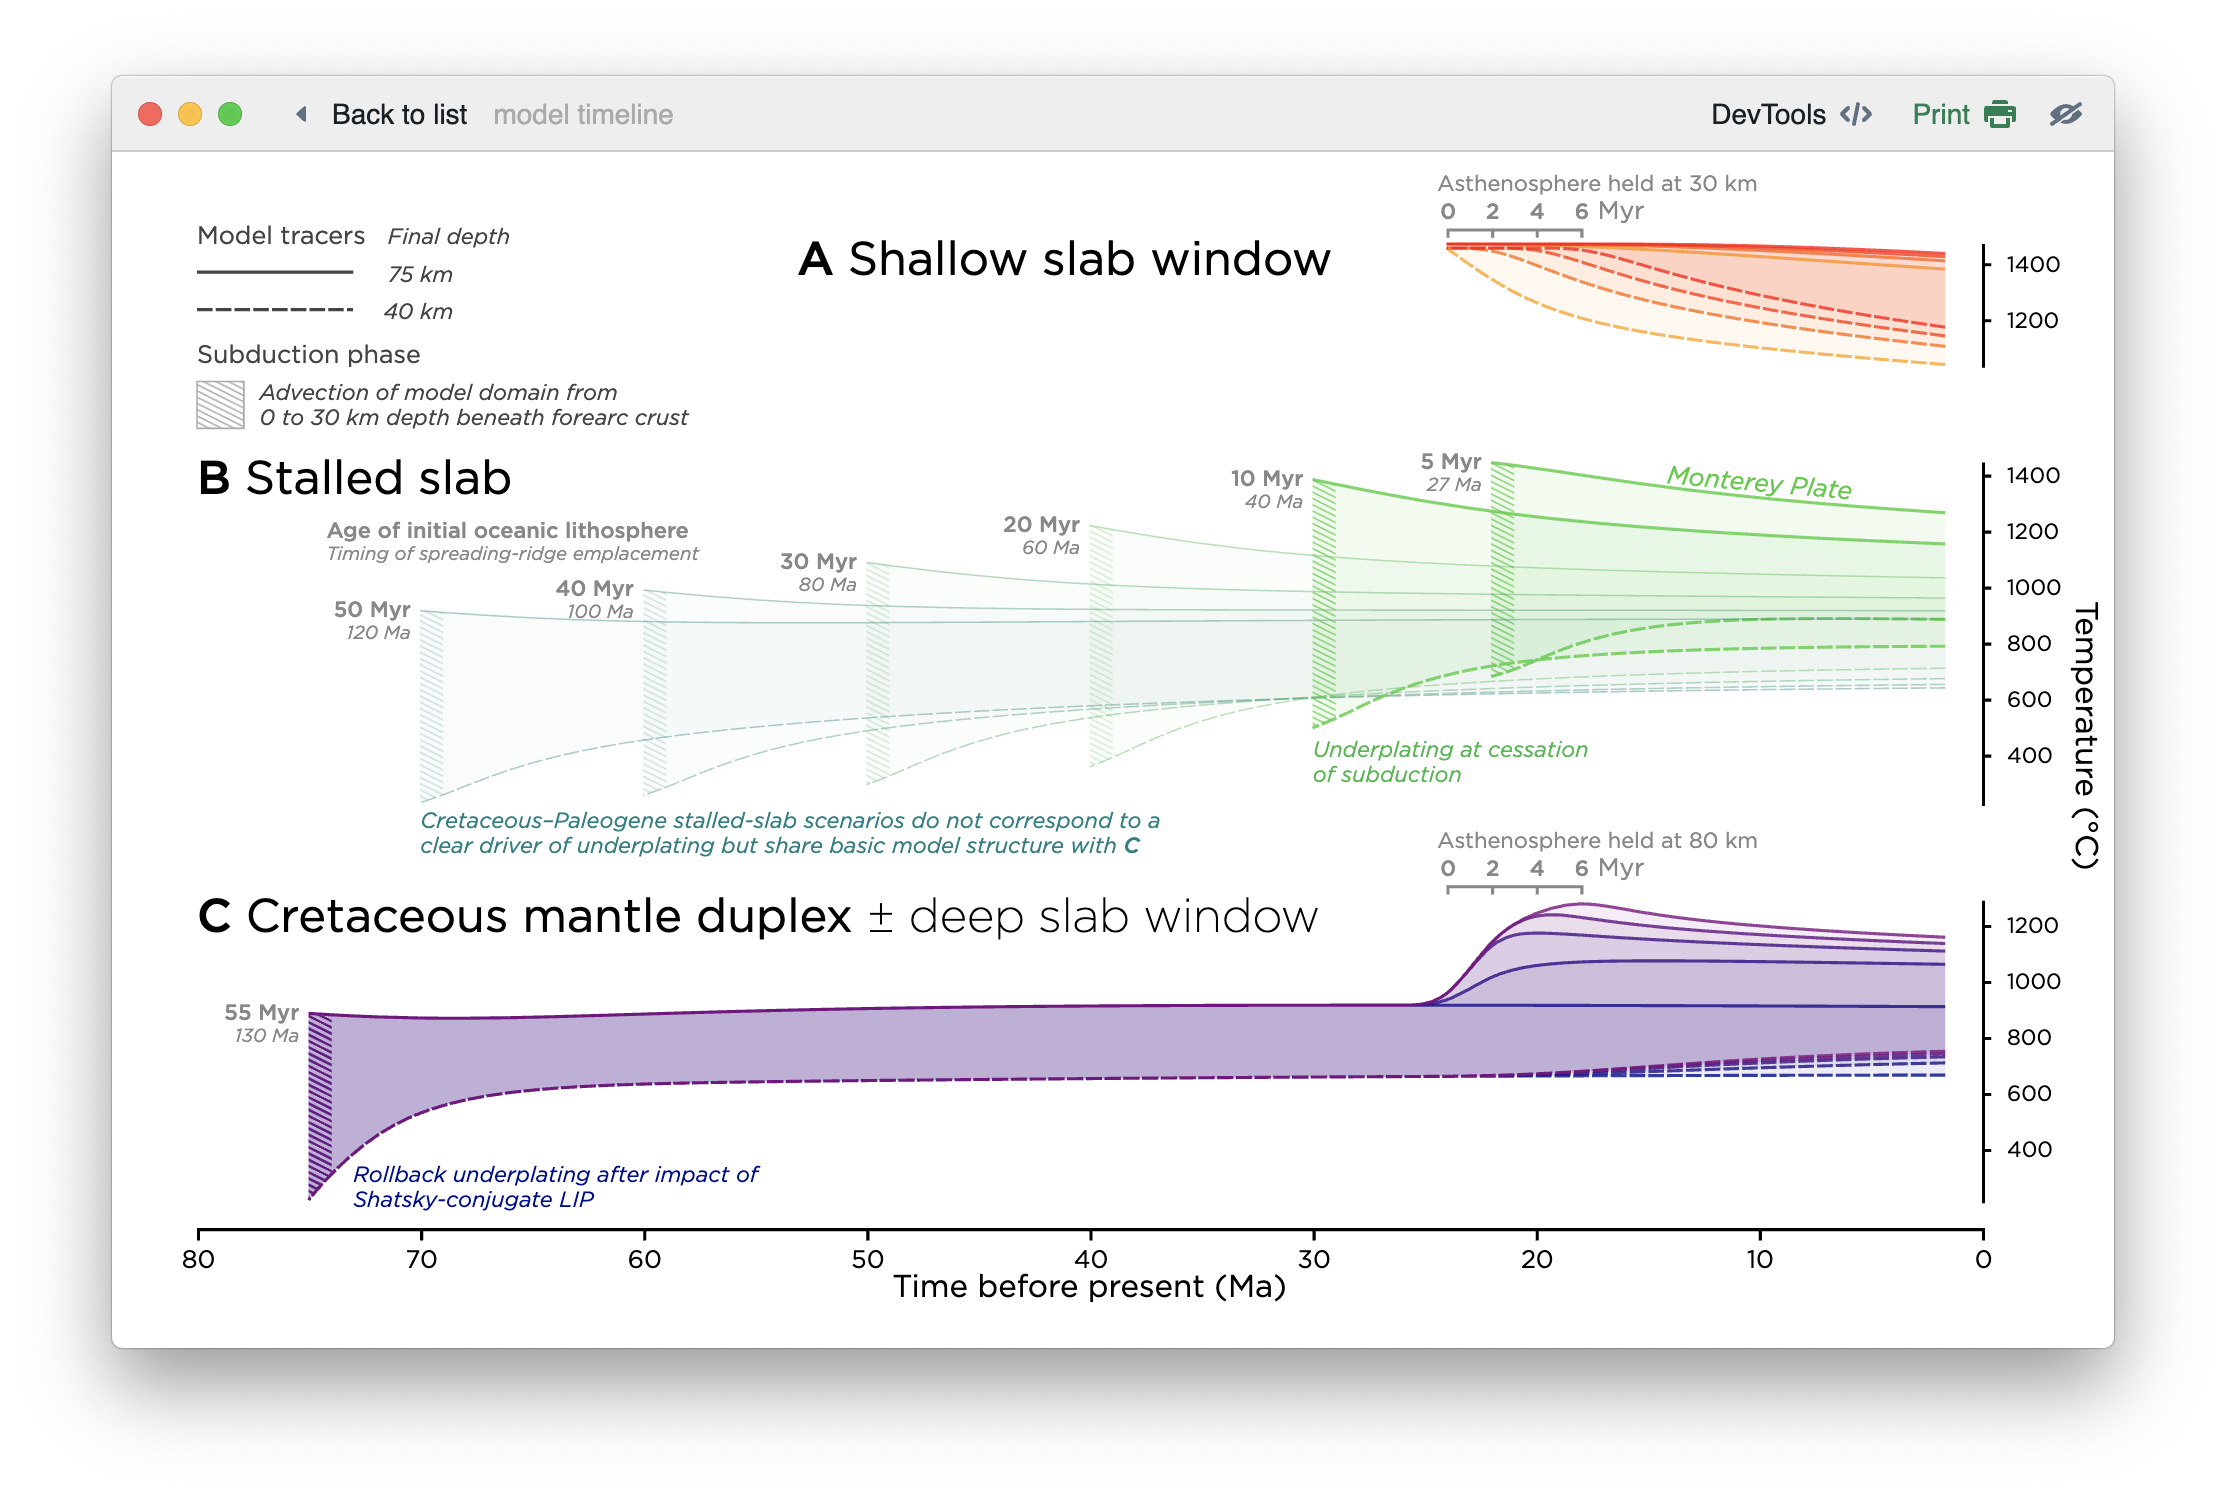 Back to list model timeline DevTools </> Print
Asthenosphere held at 30 km
0 2 4 6 Myr
Model tracers Final depth
75 km
40 km
Subduction phase
Advection of model domain from
0 to 30 km depth beneath forearc crust
A Shallow slab window
1400
1200
B Stalled slab
Age of initial oceanic lithosphere
Timing of spreading-ridge emplacement
50 Myr
120 Ma
40 Myr
100 Ma
30 Myr
80 Ma
20 Myr
60 Ma
10 Myr
40 Ma
5 Myr
27 Ma
Monterey Plate
1400
1200
1000
800
600
400
Temperature (°C)
Underplating at cessation
of subduction
Cretaceous–Paleogene stalled-slab scenarios do not correspond to a
clear driver of underplating but share basic model structure with C
Asthenosphere held at 80 km
0 2 4 6 Myr
C Cretaceous mantle duplex ± deep slab window
55 Myr
130 Ma
1200
1000
800
600
400
Rollback underplating after impact of
Shatsky-conjugate LIP
80 70 60 50 40 30 20 10 0
Time before present (Ma)